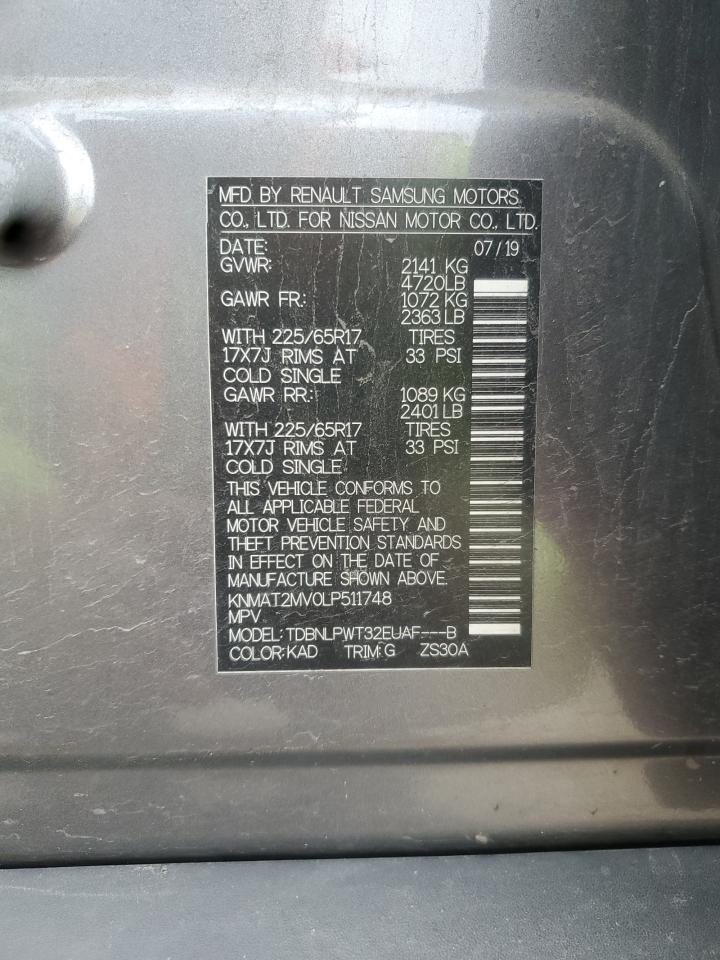 MFD BY RENAULT SAMSUNG MOTORS
CO., LTD. FOR NISSAN MOTOR CO., LTD.
DATE: 07/19
GVWR: 2141 KG
4720LB
GAWR FR: 1072 KG
2363LB
WITH 225/65R17 TIRES
17X7J RIMS AT 33 PSI
COLD SINGLE
GAWR RR: 1089 KG
2401LB
WITH 225/65R17 TIRES
17X7J RIMS AT 33 PSI
COLD SINGLE
THIS VEHICLE CONFORMS TO
ALL APPLICABLE FEDERAL
MOTOR VEHICLE SAFETY AND
THEFT PREVENTION STANDARDS
IN EFFECT ON THE DATE OF
MANUFACTURE SHOWN ABOVE.
KNMAT2MV0LP511748
MPV
MODEL: TDBNLPWT32EUAF---B
COLOR:KAD TRIM:G ZS30A